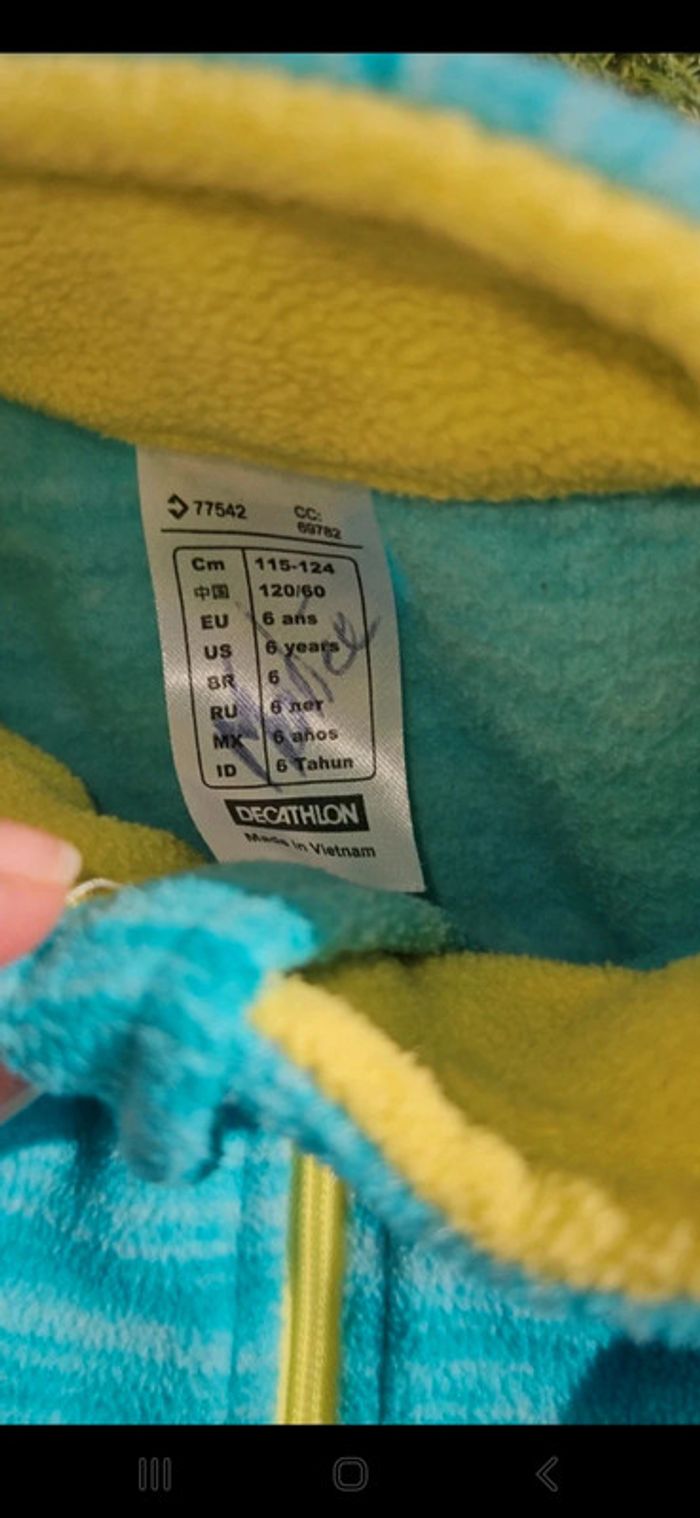 77542 CC:
69782
Cm 115-124
中国 120/60
EU 6 ans
US 6 years
BR 6
RU 6 лет
MX 6 años
ID 6 Tahun
DECATHLON
Made in Vietnam